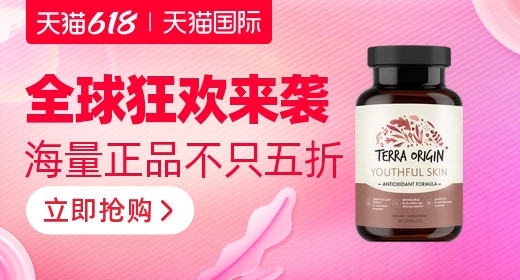 天猫618 | 天猫国际
全球狂欢来袭
海量正品不只五折
立即抢购 >
TERRA ORIGIN
YOUTHFUL SKIN
ANTIOXIDANT FORMULA